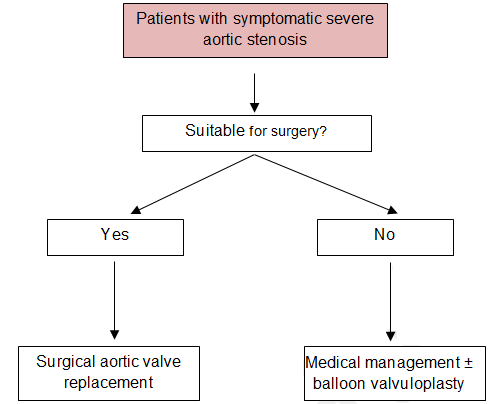 Patients with symptomatic severe
aortic stenosis
Suitable for surgery?
Yes
No
Surgical aortic valve
replacement
Medical management ±
balloon valvuloplasty